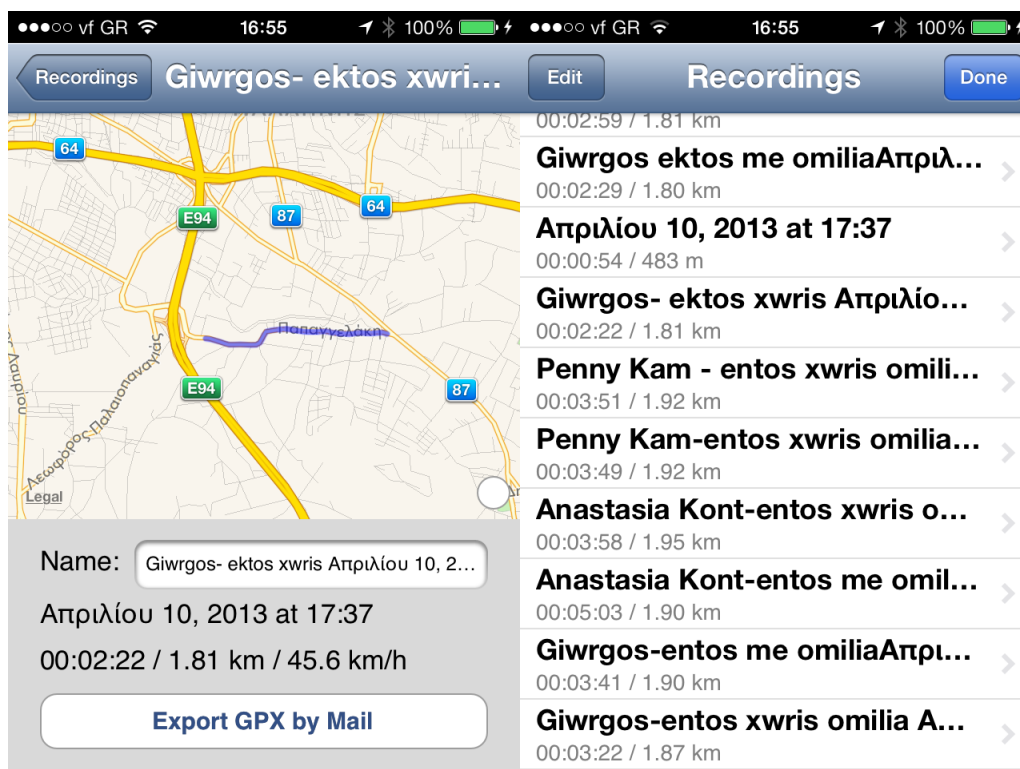 vf GR 16:55 100%
Recordings Giwrgos- ektos xwri...
64
E94 87 64
Παπαγγελάκη
Λαυρίου
Λεωφόρος Παλαιοπαναγιάς
E94
87
Legal
Name: Giwrgos- ektos xwris Απριλίου 10, 2...
Απριλίου 10, 2013 at 17:37
00:02:22 / 1.81 km / 45.6 km/h
Export GPX by Mail
vf GR 16:55 100%
Edit Recordings Done
00:02:59 / 1.81 km
Giwrgos ektos me omiliaΑπριλ...
00:02:29 / 1.80 km
Απριλίου 10, 2013 at 17:37
00:00:54 / 483 m
Giwrgos- ektos xwris Απριλίο...
00:02:22 / 1.81 km
Penny Kam - entos xwris omili...
00:03:51 / 1.92 km
Penny Kam-entos xwris omilia...
00:03:49 / 1.92 km
Anastasia Kont-entos xwris o...
00:03:58 / 1.95 km
Anastasia Kont-entos me omil...
00:05:03 / 1.90 km
Giwrgos-entos me omiliaΑπρι...
00:03:41 / 1.90 km
Giwrgos-entos xwris omilia Α...
00:03:22 / 1.87 km